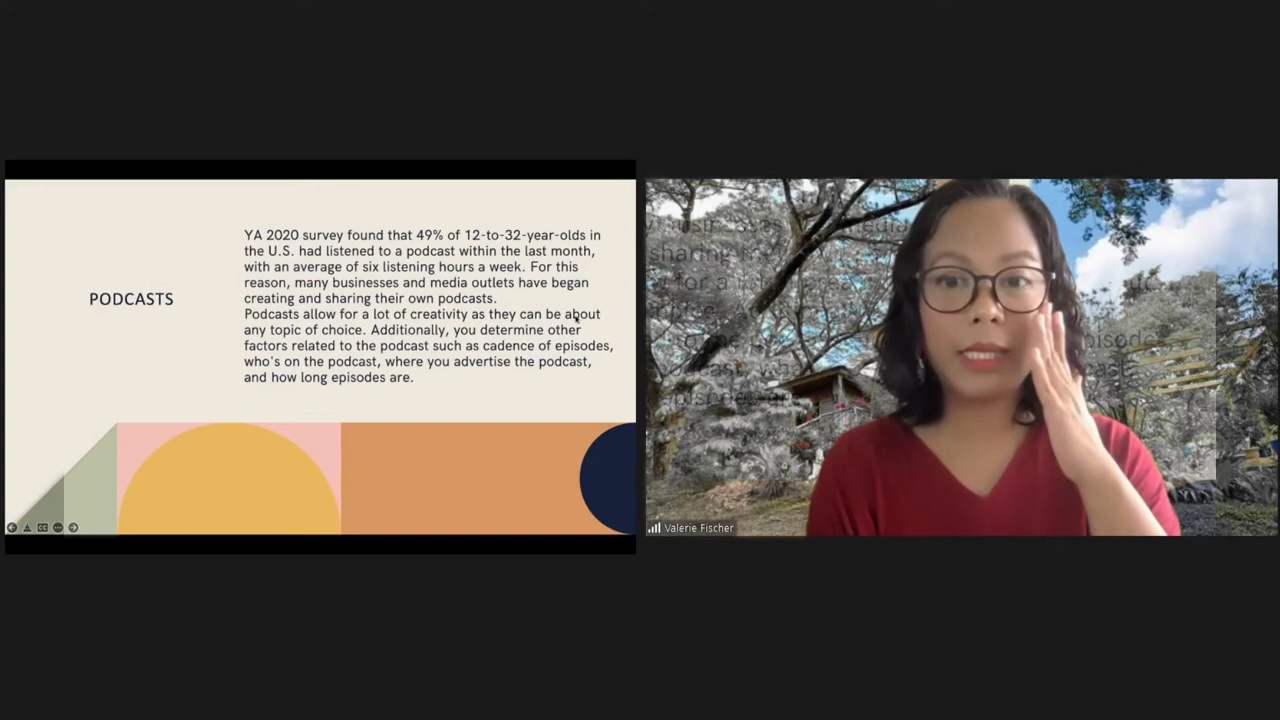 PODCASTS
YA 2020 survey found that 49% of 12-to-32-year-olds in
the U.S. had listened to a podcast within the last month,
with an average of six listening hours a week. For this
reason, many businesses and media outlets have began
creating and sharing their own podcasts.
Podcasts allow for a lot of creativity as they can be about
any topic of choice. Additionally, you determine other
factors related to the podcast such as cadence of episodes,
who's on the podcast, where you advertise the podcast,
and how long episodes are.
Valerie Fischer